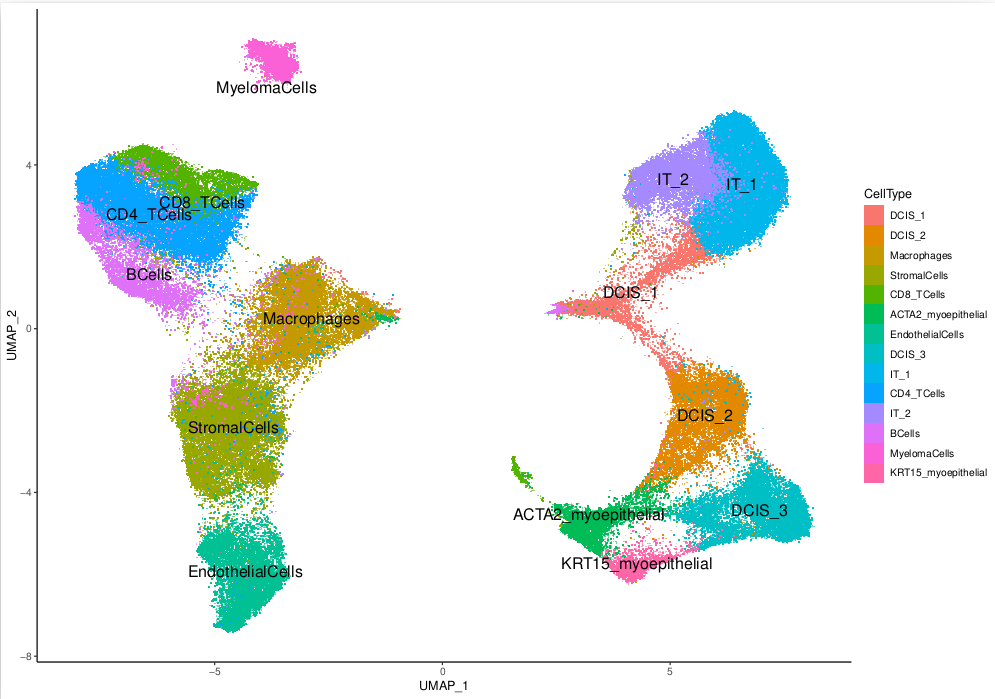 MyelomaCells
CD8_TCells
CD4_TCells
BCells
Macrophages
StromalCells
EndothelialCells
IT_2
IT_1
DCIS_1
DCIS_2
DCIS_3
ACTA2_myoepithelial
KRT15_myoepithelial
4
0
−4
−8
UMAP_2
−5
0
5
UMAP_1
CellType
DCIS_1
DCIS_2
Macrophages
StromalCells
CD8_TCells
ACTA2_myoepithelial
EndothelialCells
DCIS_3
IT_1
CD4_TCells
IT_2
BCells
MyelomaCells
KRT15_myoepithelial